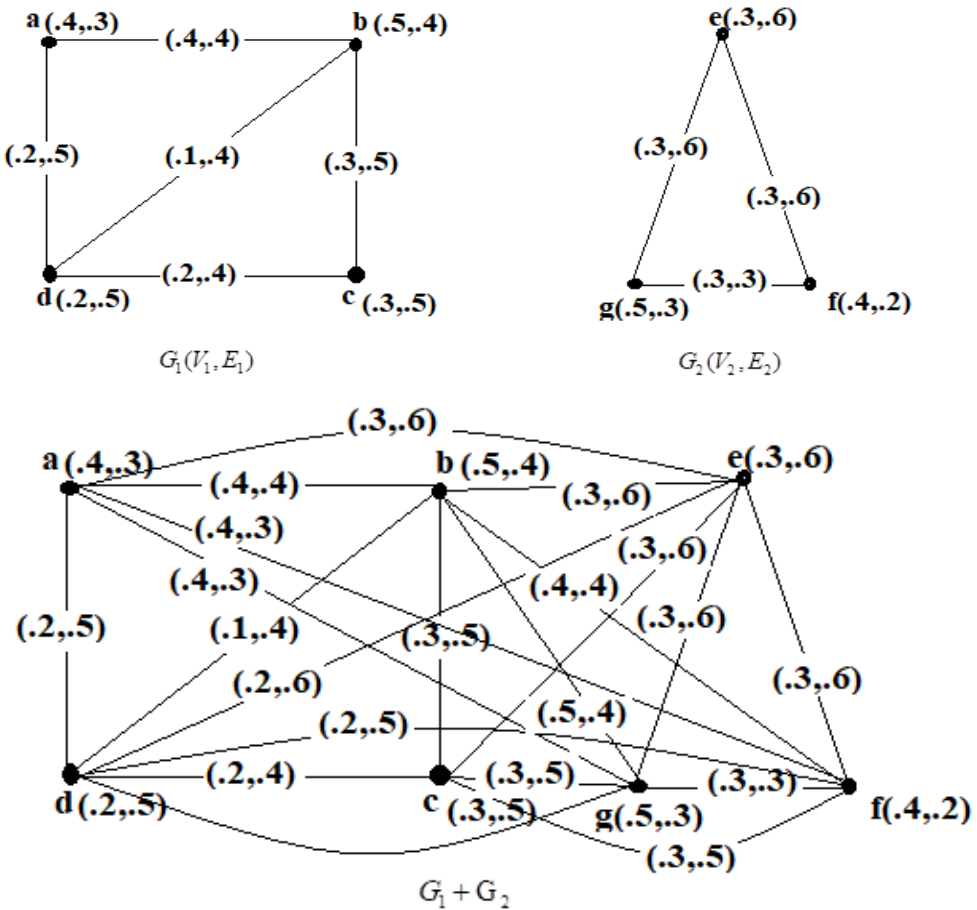 a(.4,.3) (.4,.4) b(.5,.4)
(.2,.5) (.1,.4) (.3,.5)
d(.2,.5) (.2,.4) c(.3,.5)
G₁(V₁,E₁)
e(.3,.6)
(.3,.6)
(.3,.6)
g(.5,.3) (.3,.3) f(.4,.2)
G₂(V₂,E₂)
(.3,.6)
a(.4,.3) b(.5,.4) e(.3,.6)
(.4,.4) (.3,.6)
(.4,.3) (.3,.6)
(.4,.3) (.4,.4)
(.2,.5) (.1,.4) (.3,.5) (.3,.6)
(.2,.6) (.3,.6)
(.2,.5) (.5,.4)
(.2,.4) (.3,.5) (.3,.3)
d(.2,.5) c(.3,.5) g(.5,.3) f(.4,.2)
(.3,.5)
G₁+G₂